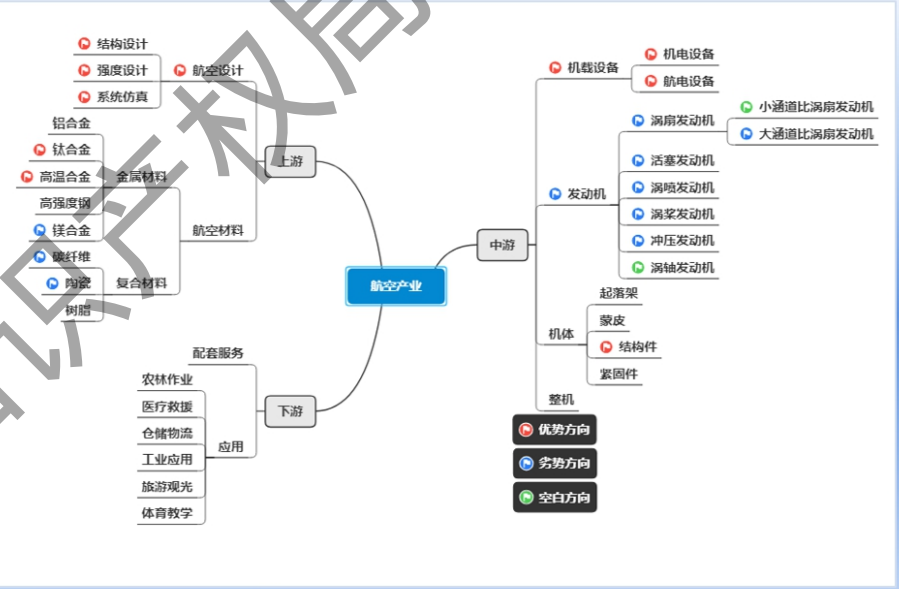 结构设计
强度设计
系统仿真
航空设计
铝合金
钛合金
高温合金
高强度钢
镁合金
金属材料
碳纤维
陶瓷
树脂
复合材料
航空材料
上游
航空产业
配套服务
农林作业
医疗救援
仓储物流
工业应用
旅游观光
体育教学
应用
下游
中游
机载设备
机电设备
航电设备
发动机
涡扇发动机
小通道比涡扇发动机
大通道比涡扇发动机
活塞发动机
涡喷发动机
涡桨发动机
冲压发动机
涡轴发动机
机体
起落架
蒙皮
结构件
紧固件
整机
优势方向
劣势方向
空白方向
知识产权局